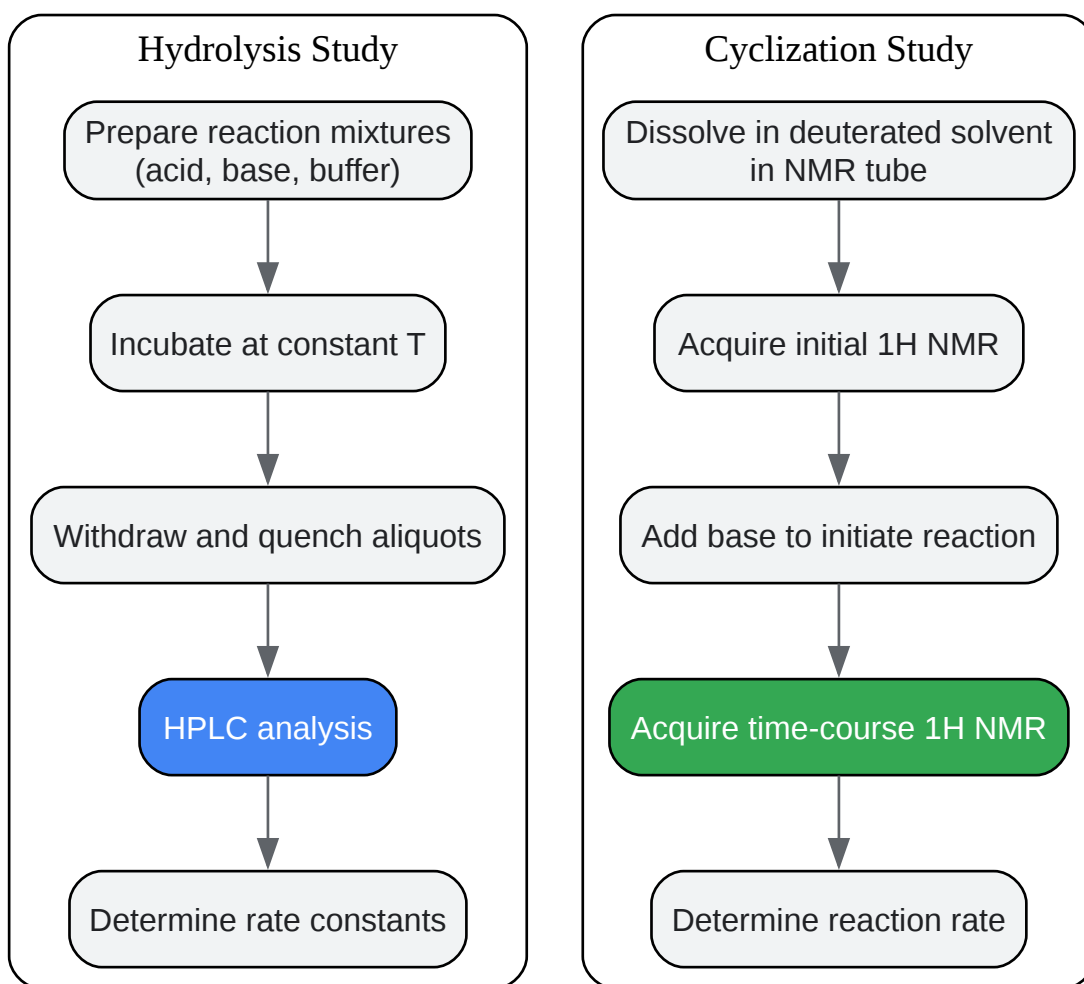 Hydrolysis Study
Prepare reaction mixtures
(acid, base, buffer)
Incubate at constant T
Withdraw and quench aliquots
HPLC analysis
Determine rate constants
Cyclization Study
Dissolve in deuterated solvent
in NMR tube
Acquire initial 1H NMR
Add base to initiate reaction
Acquire time-course 1H NMR
Determine reaction rate